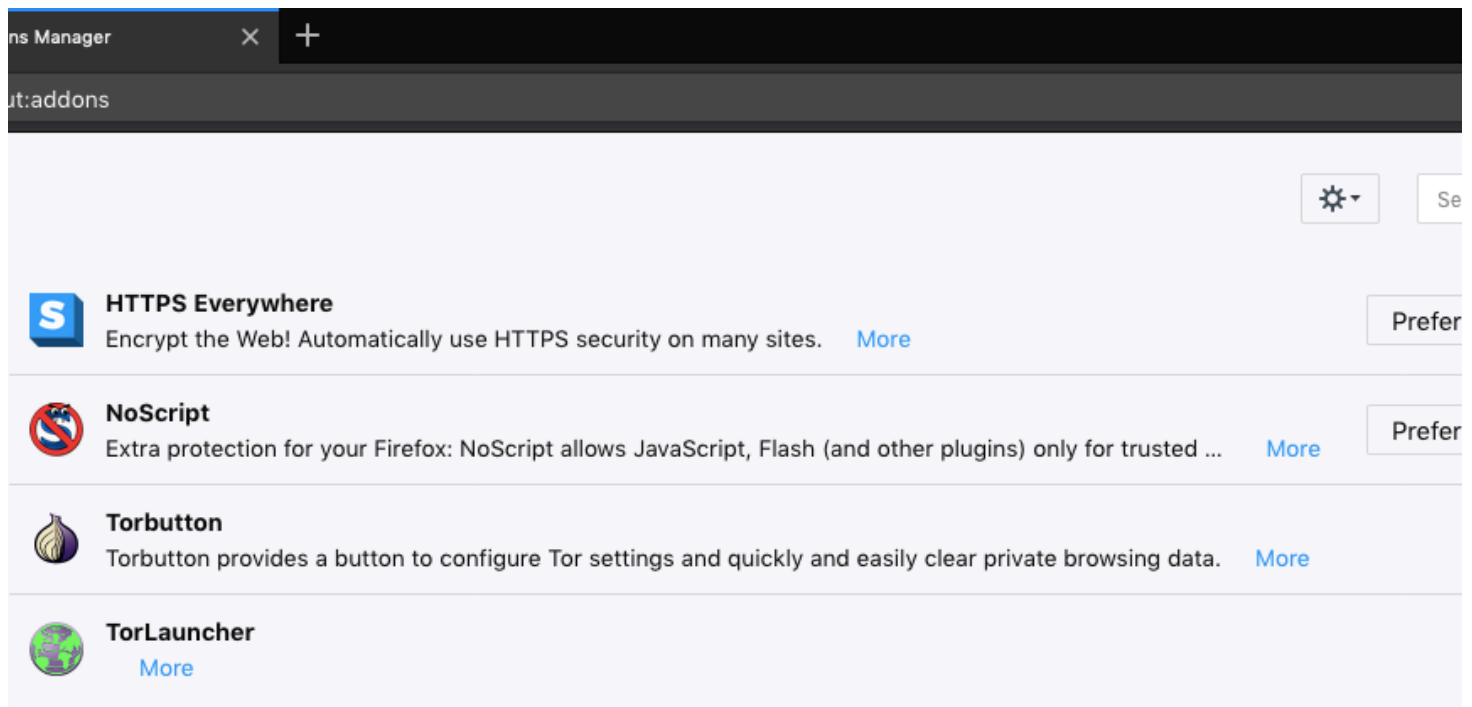 ns Manager
ut:addons
Se
HTTPS Everywhere
Encrypt the Web! Automatically use HTTPS security on many sites. More
Prefer
NoScript
Extra protection for your Firefox: NoScript allows JavaScript, Flash (and other plugins) only for trusted ... More
Prefer
Torbutton
Torbutton provides a button to configure Tor settings and quickly and easily clear private browsing data. More
TorLauncher
More